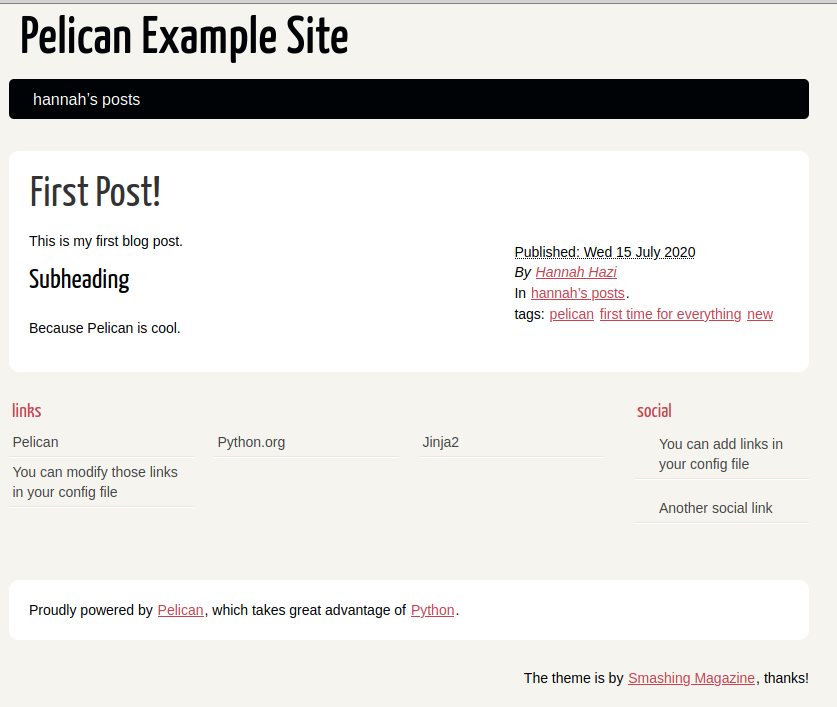 Pelican Example Site
hannah’s posts
First Post!
This is my first blog post.
Subheading
Because Pelican is cool.
Published: Wed 15 July 2020
By Hannah Hazi
In hannah’s posts.
tags: pelican first time for everything new
links
Pelican
Python.org
Jinja2
You can modify those links
in your config file
social
You can add links in
your config file
Another social link
Proudly powered by Pelican, which takes great advantage of Python.
The theme is by Smashing Magazine, thanks!